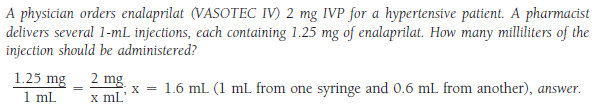 A physician orders enalaprilat (VASOTEC IV) 2 mg IVP for a hypertensive patient. A pharmacist
delivers several 1-mL injections, each containing 1.25 mg of enalaprilat. How many milliliters of the
injection should be administered?
1.25 mg / 1 mL = 2 mg / x mL; x = 1.6 mL (1 mL from one syringe and 0.6 mL from another), answer.